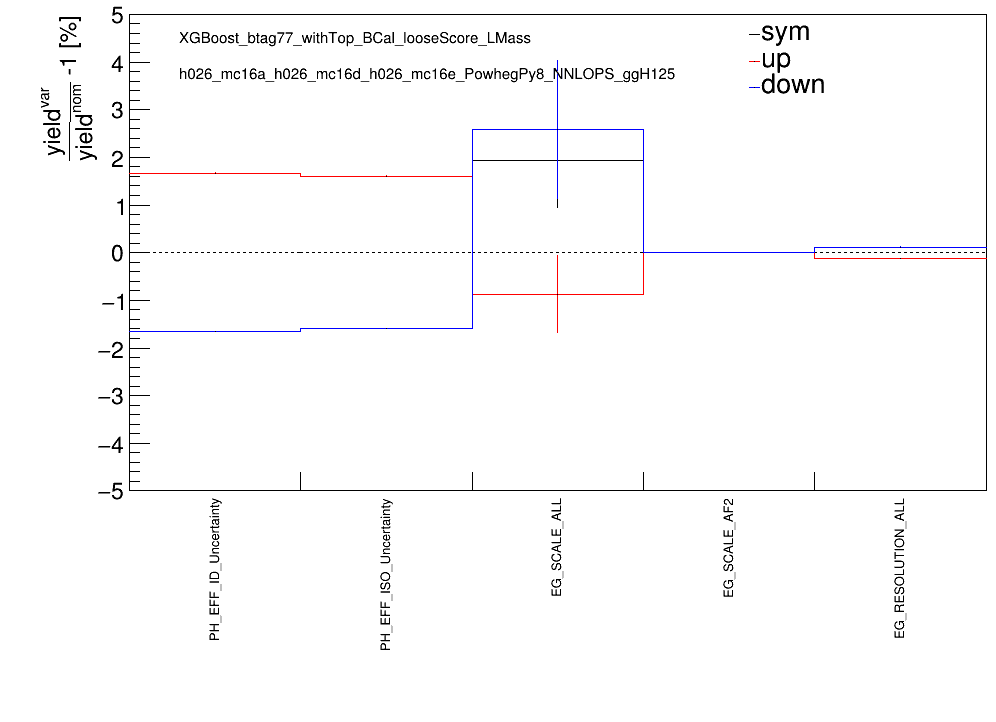 yield^var / yield^nom -1 [%]
5
4
3
2
1
0
−1
−2
−3
−4
−5
XGBoost_btag77_withTop_BCal_looseScore_LMass
h026_mc16a_h026_mc16d_h026_mc16e_PowhegPy8_NNLOPS_ggH125
sym
up
down
PH_EFF_ID_Uncertainty
PH_EFF_ISO_Uncertainty
EG_SCALE_ALL
EG_SCALE_AF2
EG_RESOLUTION_ALL